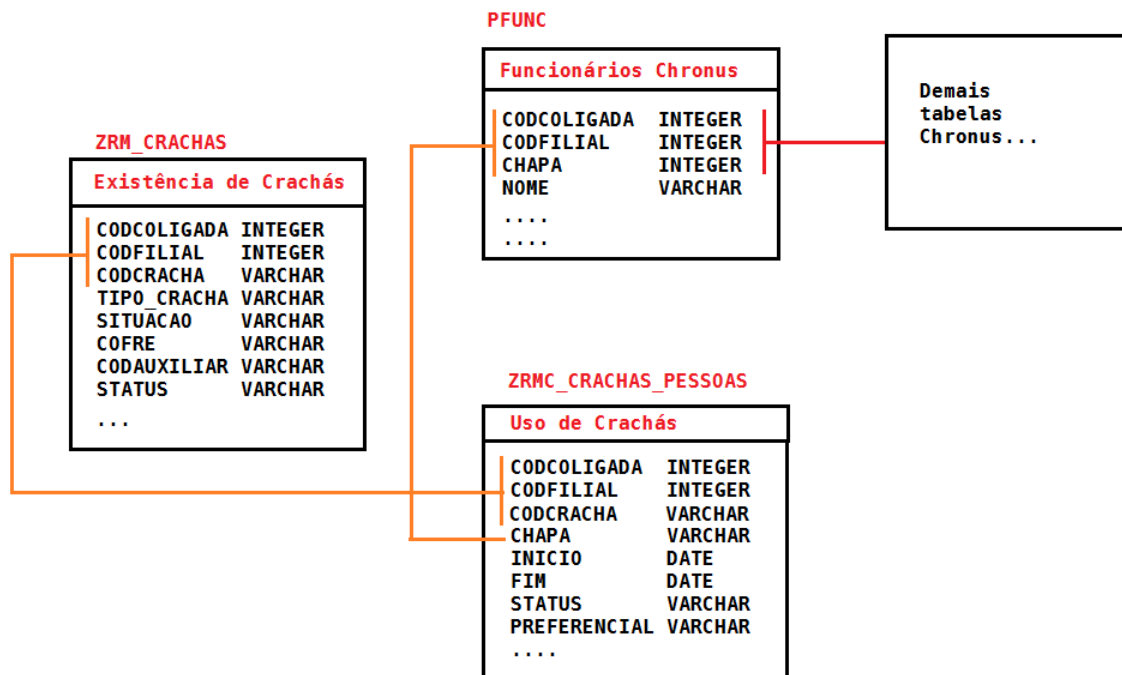 PFUNC
Funcionários Chronus
CODCOLIGADA INTEGER
CODFILIAL INTEGER
CHAPA INTEGER
NOME VARCHAR
....
....
Demais
tabelas
Chronus...
ZRM_CRACHAS
Existência de Crachás
CODCOLIGADA INTEGER
CODFILIAL INTEGER
CODCRACHA VARCHAR
TIPO_CRACHA VARCHAR
SITUACAO VARCHAR
COFRE VARCHAR
CODAUXILIAR VARCHAR
STATUS VARCHAR
...
ZRMC_CRACHAS_PESSOAS
Uso de Crachás
CODCOLIGADA INTEGER
CODFILIAL INTEGER
CODCRACHA VARCHAR
CHAPA VARCHAR
INICIO DATE
FIM DATE
STATUS VARCHAR
PREFERENCIAL VARCHAR
....